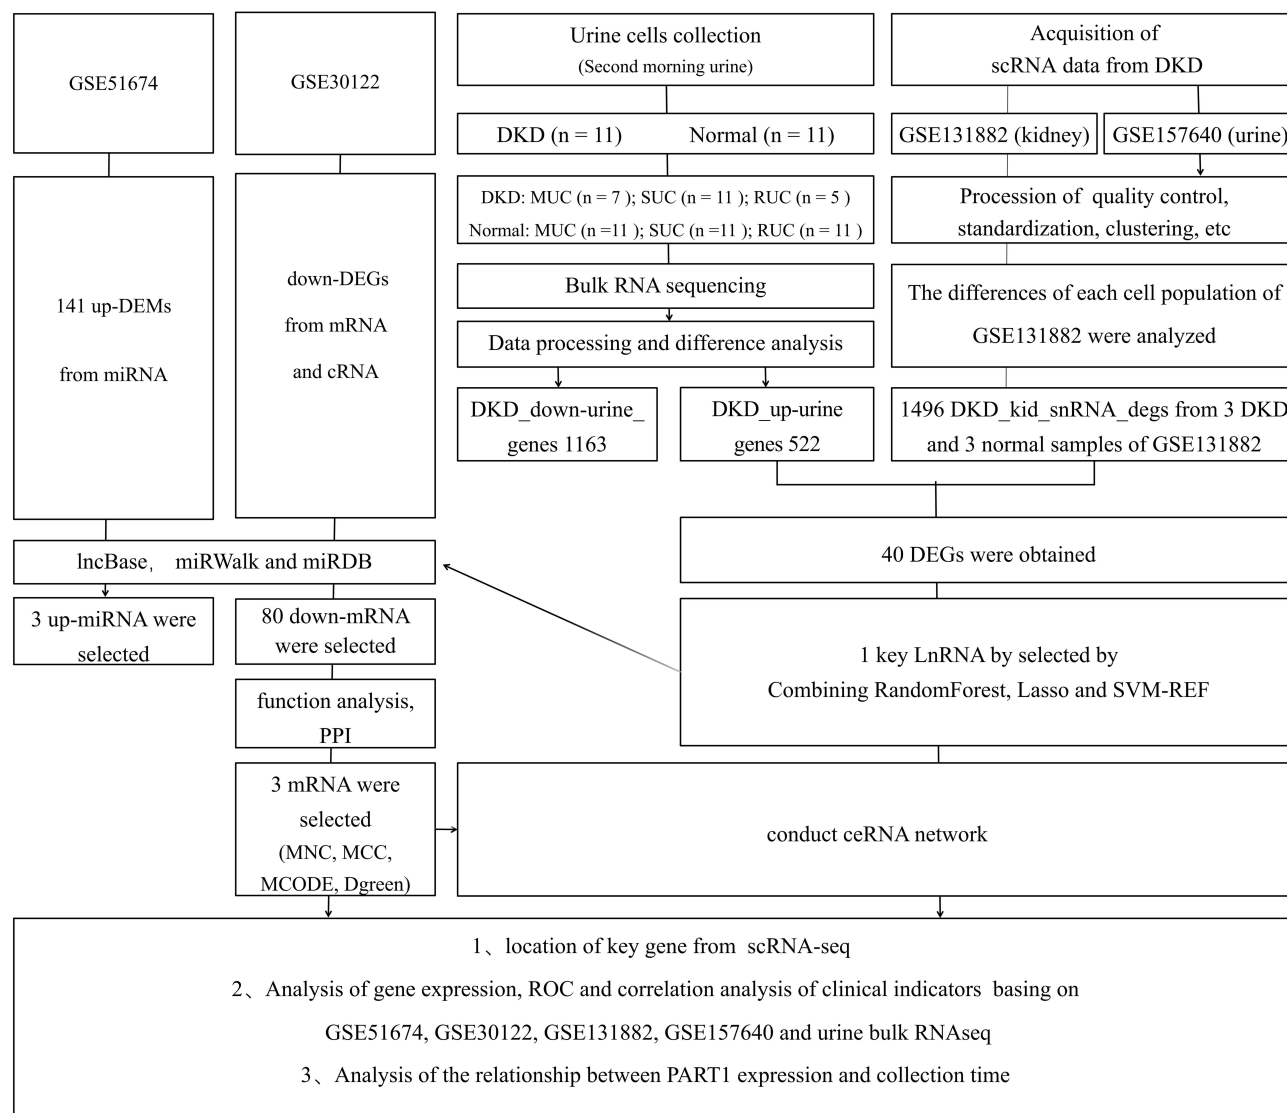 GSE51674
GSE30122
Urine cells collection
(Second morning urine)
Acquisition of
scRNA data from DKD
DKD (n = 11) Normal (n = 11)
GSE131882 (kidney)
GSE157640 (urine)
141 up-DEMs
from miRNA
down-DEGs
from mRNA
and cRNA
DKD: MUC (n = 7 ); SUC (n = 11 ); RUC (n = 5 )
Normal: MUC (n =11 ); SUC (n =11 ); RUC (n = 11 )
Procession of quality control,
standardization, clustering, etc
Bulk RNA sequencing
The differences of each cell population of
GSE131882 were analyzed
Data processing and difference analysis
DKD_down-urine_
genes 1163
DKD_up-urine
genes 522
1496 DKD_kid_snRNA_degs from 3 DKD
and 3 normal samples of GSE131882
lncBase， miRWalk and miRDB
40 DEGs were obtained
3 up-miRNA were
selected
80 down-mRNA
were selected
1 key LnRNA by selected by
Combining RandomForest, Lasso and SVM-REF
function analysis,
PPI
3 mRNA were
selected
(MNC, MCC,
MCODE, Dgreen)
conduct ceRNA network
1、location of key gene from scRNA-seq
2、Analysis of gene expression, ROC and correlation analysis of clinical indicators basing on
GSE51674, GSE30122, GSE131882, GSE157640 and urine bulk RNAseq
3、Analysis of the relationship between PART1 expression and collection time